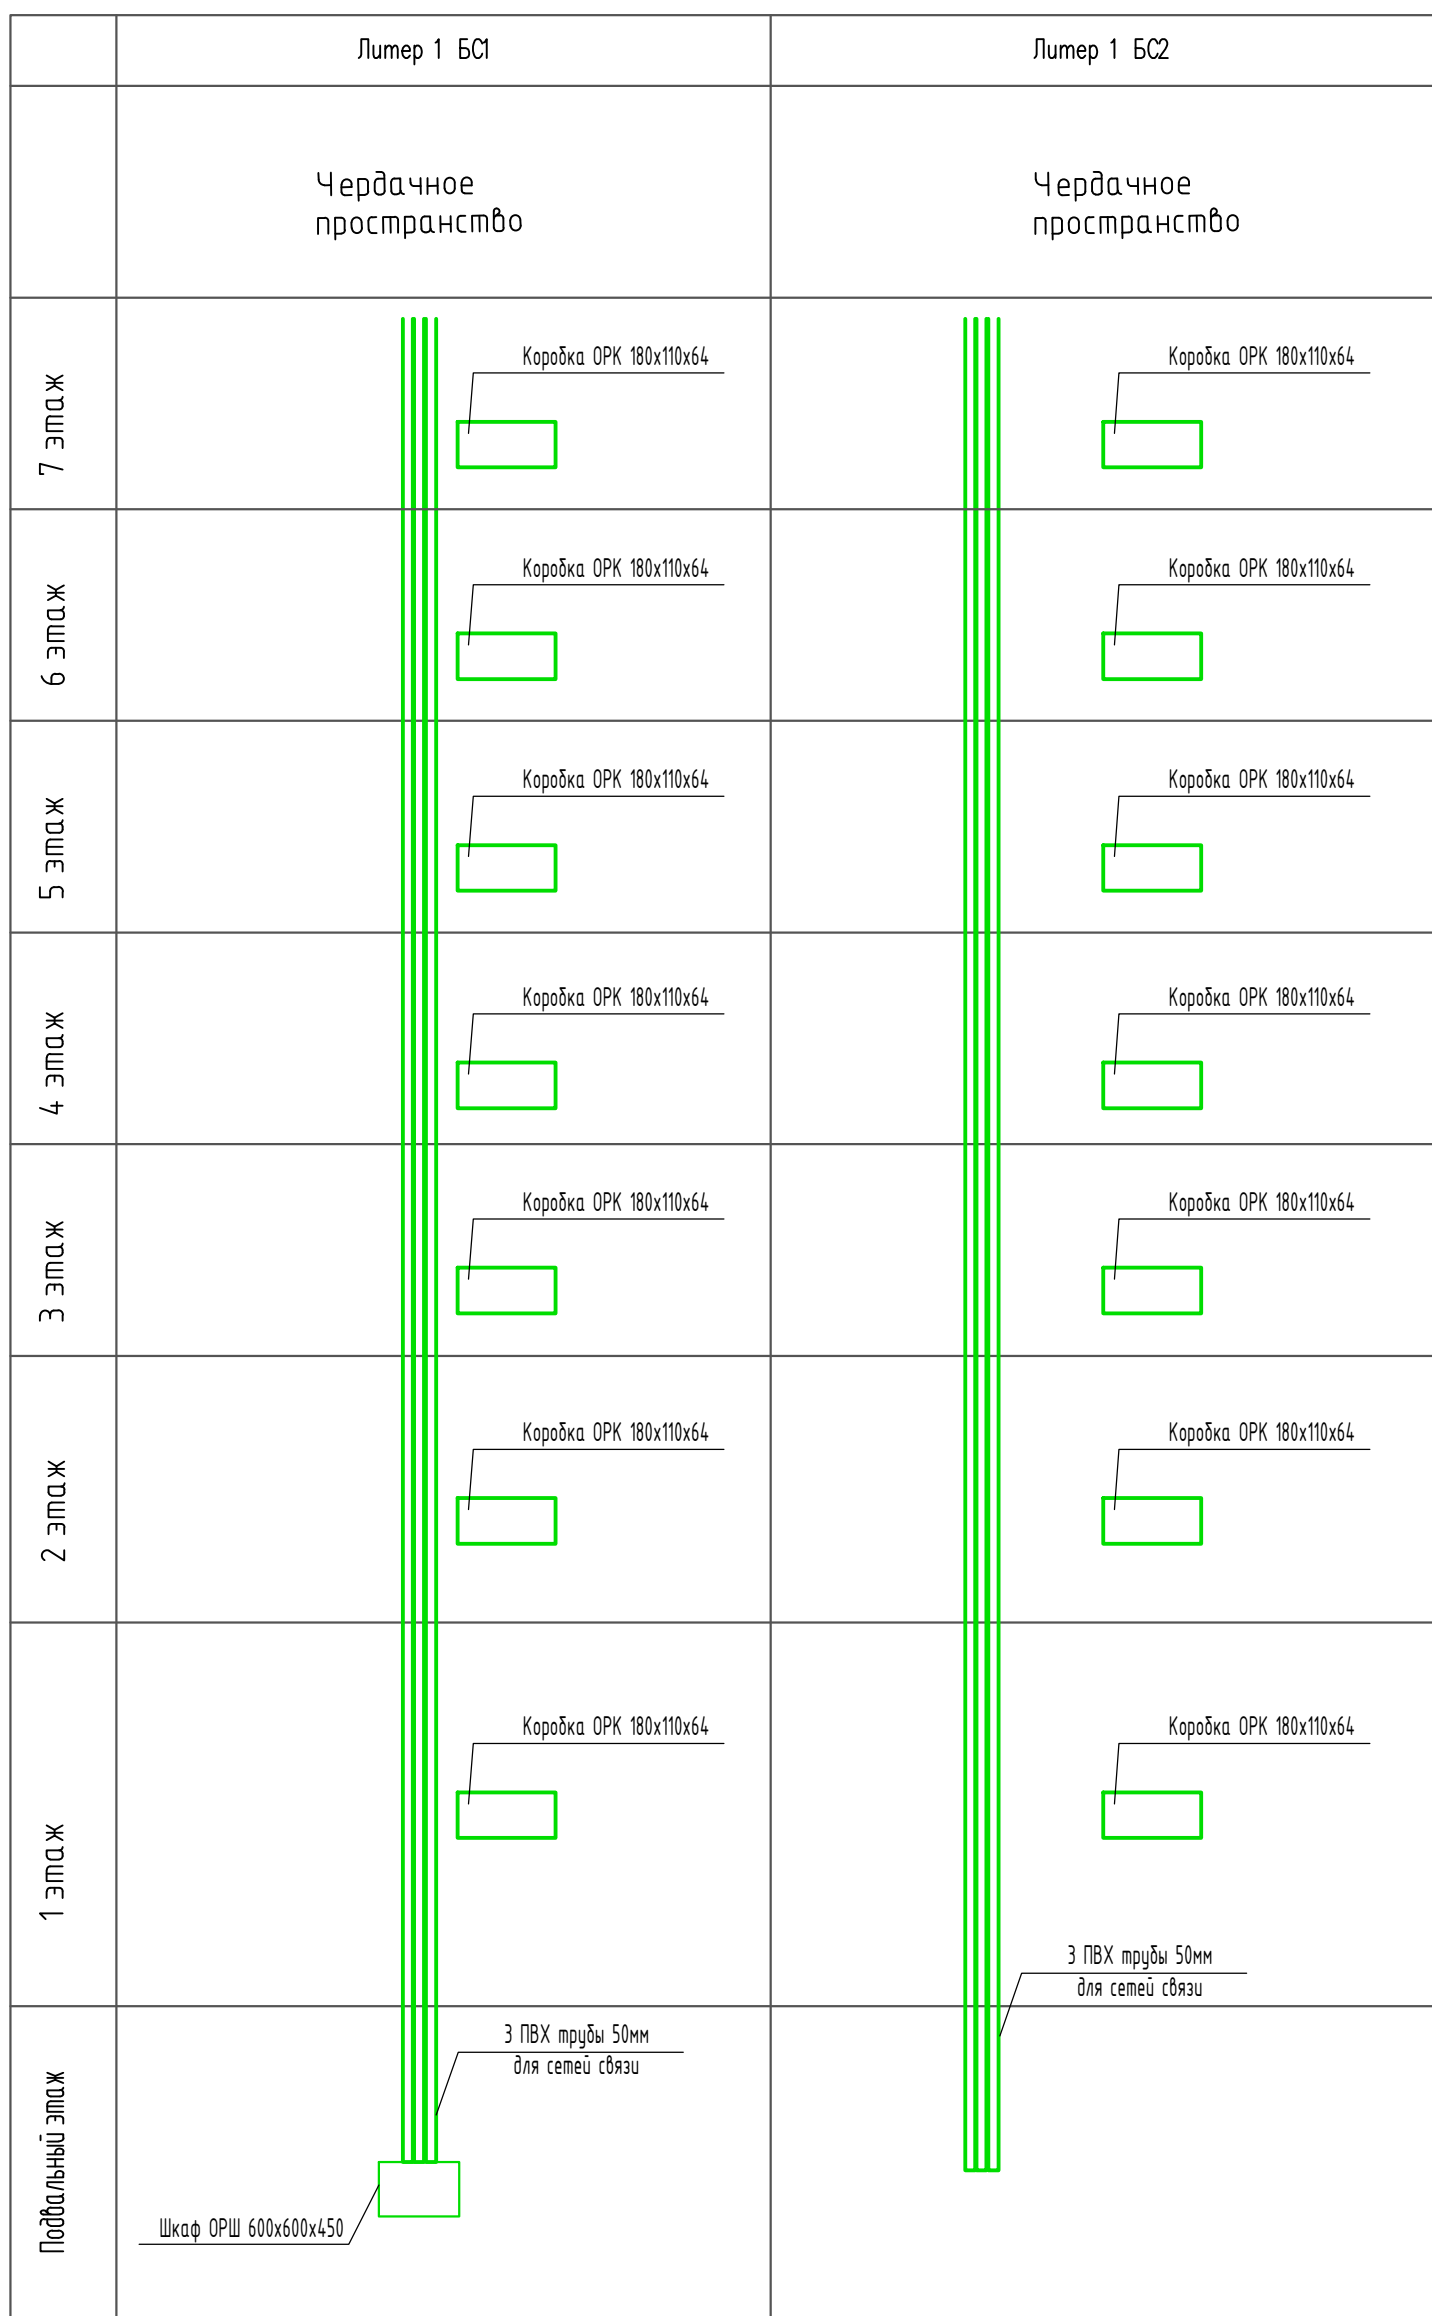 Литер 1 БС1
Литер 1 БС2
Чердачное
пространство
Чердачное
пространство
7 этаж
Коробка ОРК 180х110х64
Коробка ОРК 180х110х64
6 этаж
Коробка ОРК 180х110х64
Коробка ОРК 180х110х64
5 этаж
Коробка ОРК 180х110х64
Коробка ОРК 180х110х64
4 этаж
Коробка ОРК 180х110х64
Коробка ОРК 180х110х64
3 этаж
Коробка ОРК 180х110х64
Коробка ОРК 180х110х64
2 этаж
Коробка ОРК 180х110х64
Коробка ОРК 180х110х64
1 этаж
Коробка ОРК 180х110х64
Коробка ОРК 180х110х64
3 ПВХ трубы 50мм
для сетей связи
Подвальный этаж
3 ПВХ трубы 50мм
для сетей связи
Шкаф ОРШ 600х600х450